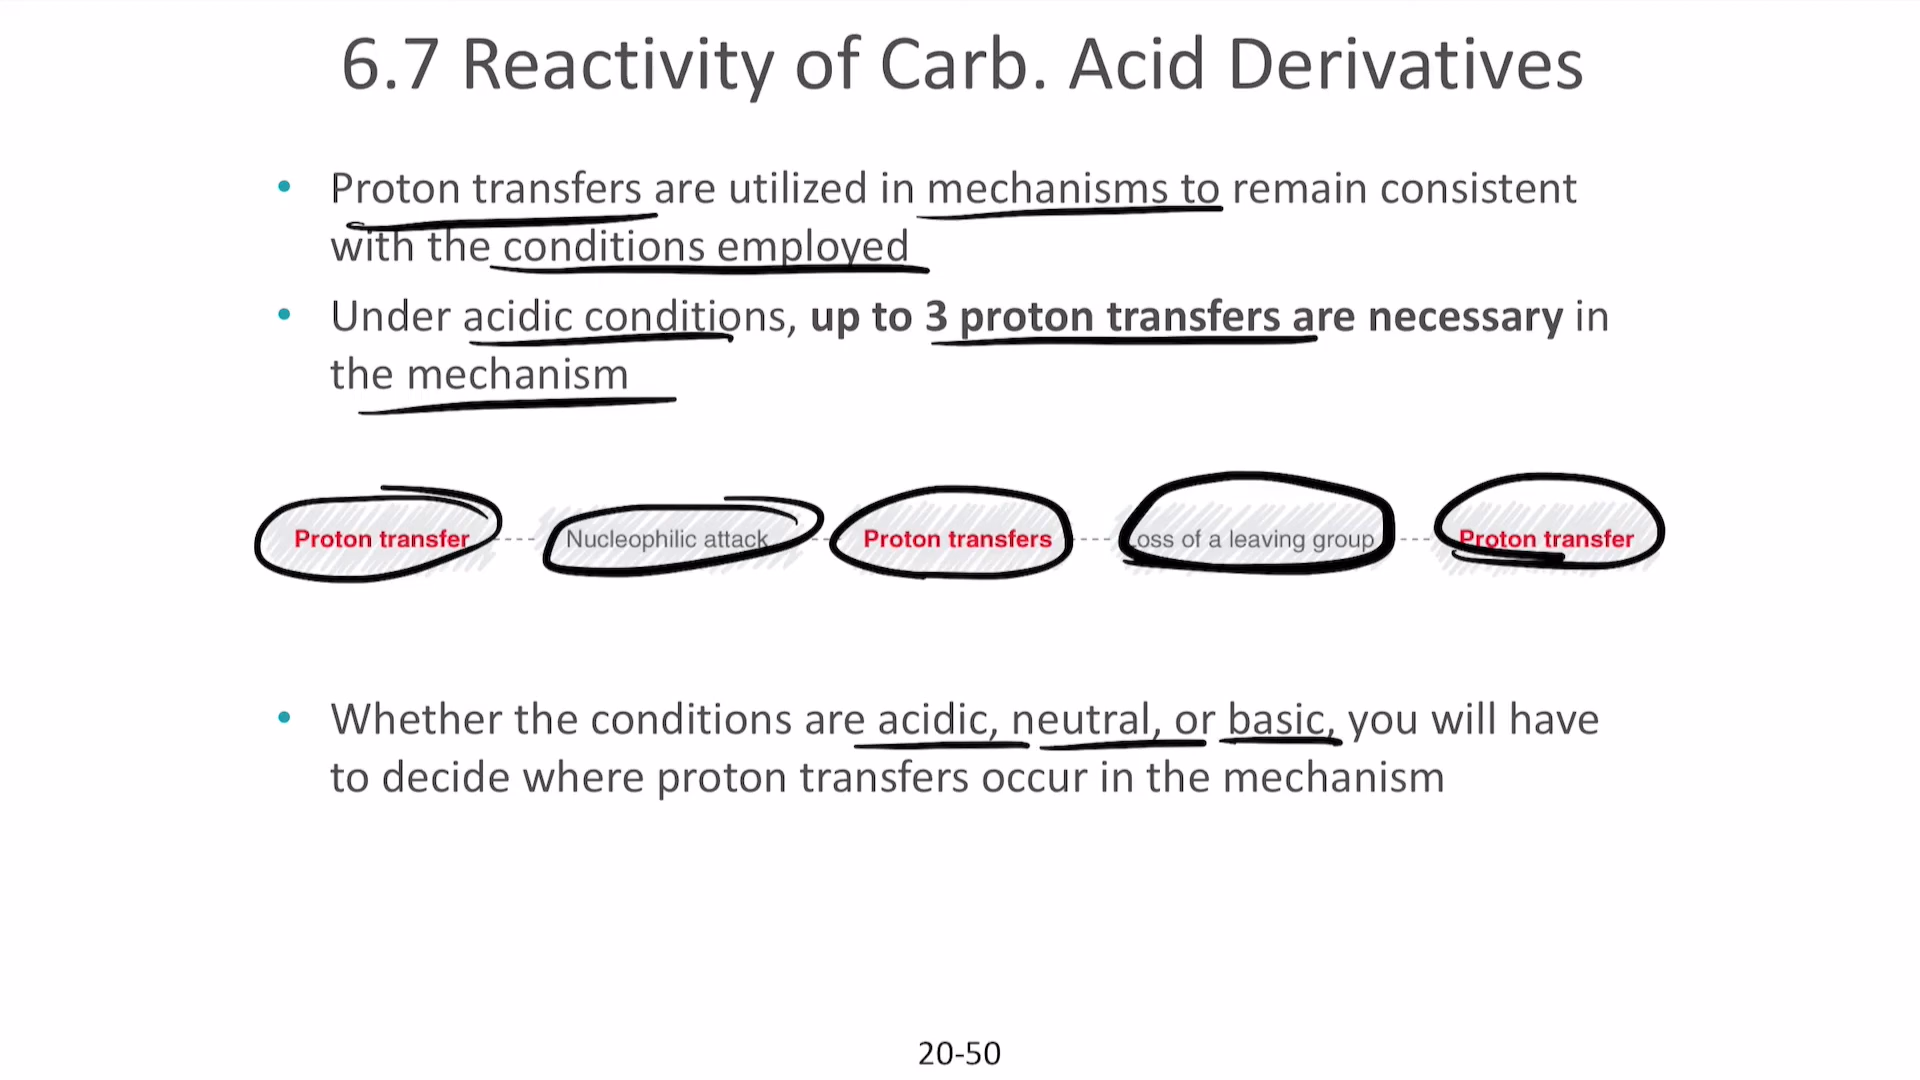 6.7 Reactivity of Carb. Acid Derivatives
• Proton transfers are utilized in mechanisms to remain consistent
with the conditions employed
• Under acidic conditions, up to 3 proton transfers are necessary in
the mechanism
Proton transfer Nucleophilic attack Proton transfers Loss of a leaving group Proton transfer
• Whether the conditions are acidic, neutral, or basic, you will have
to decide where proton transfers occur in the mechanism
20-50